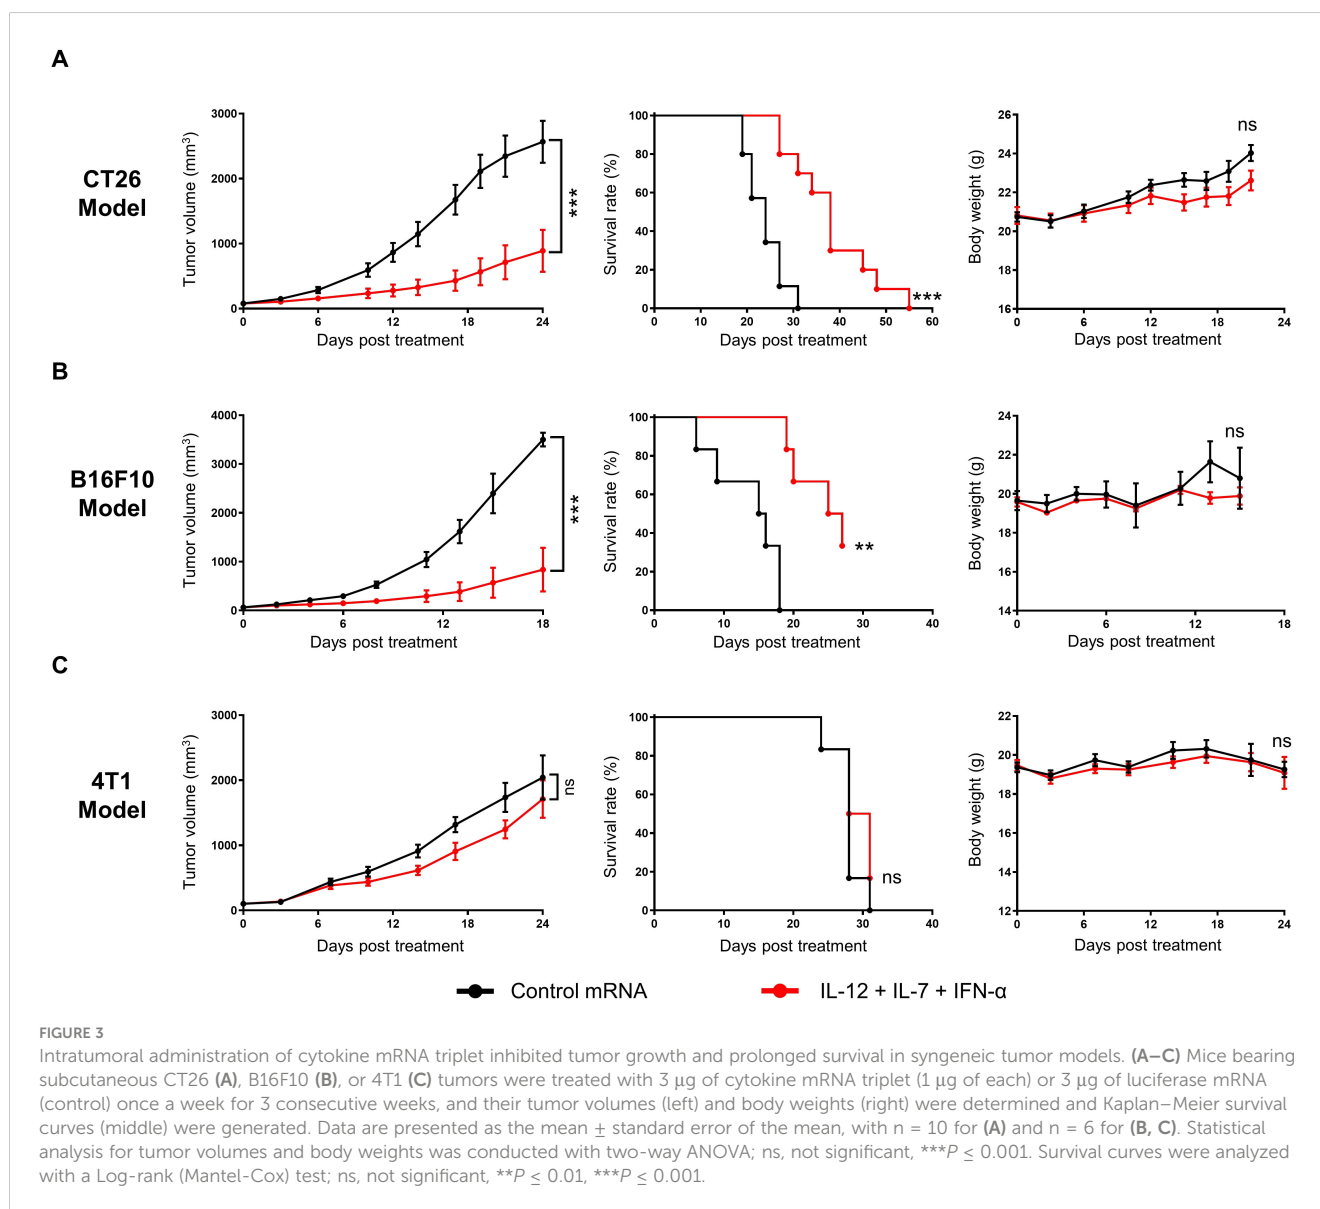 A
CT26
Model
Tumor volume (mm³)
3000
2000
1000
0
0 6 12 18 24
Days post treatment
***
Survival rate (%)
100
80
60
40
20
0
0 10 20 30 40 50 60
Days post treatment
***
Body weight (g)
26
24
22
20
18
16
0 6 12 18 24
Days post treatment
ns
B
B16F10
Model
Tumor volume (mm³)
4000
3000
2000
1000
0
0 6 12 18
Days post treatment
***
Survival rate (%)
100
80
60
40
20
0
0 10 20 30 40
Days post treatment
**
Body weight (g)
24
22
20
18
16
14
0 6 12 18
Days post treatment
ns
C
4T1
Model
Tumor volume (mm³)
3000
2000
1000
0
0 6 12 18 24
Days post treatment
ns
Survival rate (%)
100
80
60
40
20
0
0 10 20 30 40
Days post treatment
ns
Body weight (g)
22
20
18
16
14
12
0 6 12 18 24
Days post treatment
ns
Control mRNA
IL-12 + IL-7 + IFN-α
FIGURE 3
Intratumoral administration of cytokine mRNA triplet inhibited tumor growth and prolonged survival in syngeneic tumor models. (A–C) Mice bearing
subcutaneous CT26 (A), B16F10 (B), or 4T1 (C) tumors were treated with 3 μg of cytokine mRNA triplet (1 μg of each) or 3 μg of luciferase mRNA
(control) once a week for 3 consecutive weeks, and their tumor volumes (left) and body weights (right) were determined and Kaplan–Meier survival
curves (middle) were generated. Data are presented as the mean ± standard error of the mean, with n = 10 for (A) and n = 6 for (B, C). Statistical
analysis for tumor volumes and body weights was conducted with two-way ANOVA; ns, not significant, ***P ≤ 0.001. Survival curves were analyzed
with a Log-rank (Mantel-Cox) test; ns, not significant, **P ≤ 0.01, ***P ≤ 0.001.